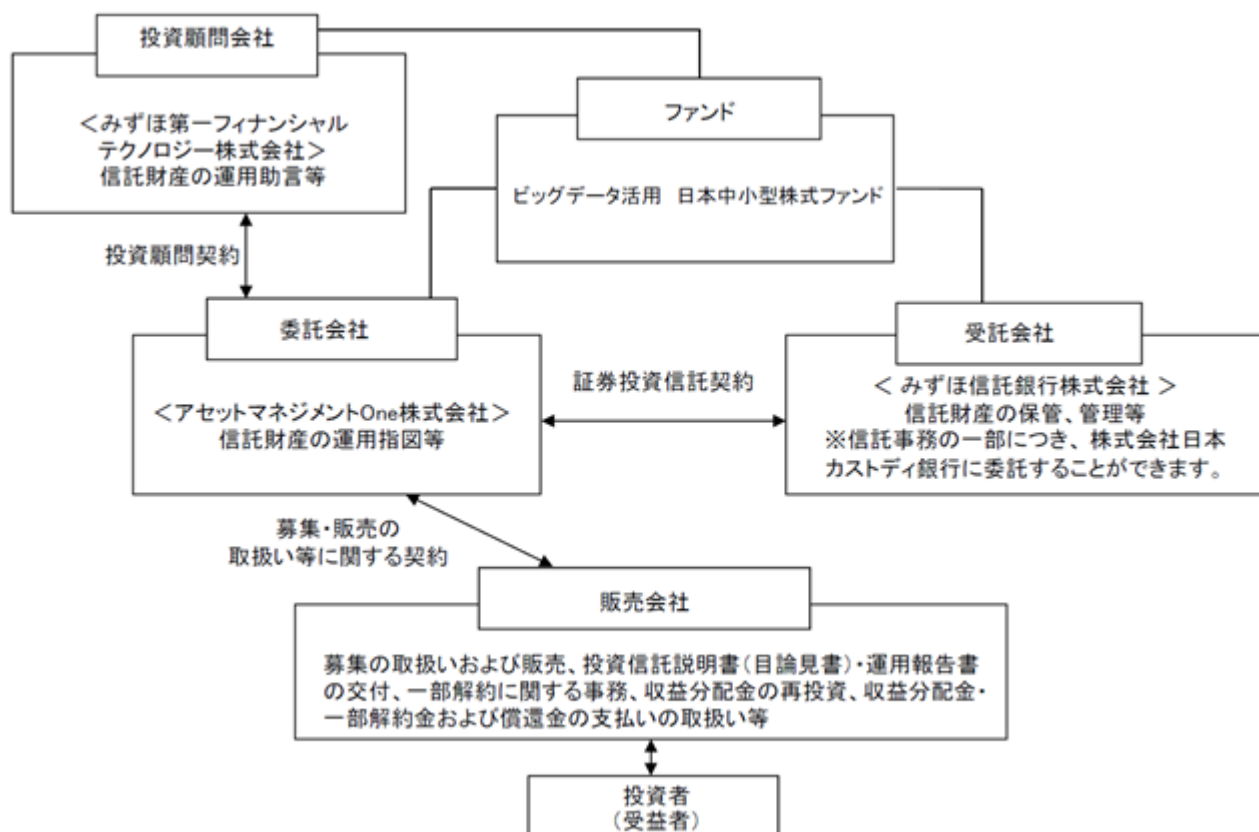 投資顧問会社
＜みずほ第一フィナンシャル
テクノロジー株式会社＞
信託財産の運用助言等
ファンド
ビッグデータ活用　日本中小型株式ファンド
投資顧問契約
委託会社
＜アセットマネジメントOne株式会社＞
信託財産の運用指図等
証券投資信託契約
受託会社
＜ みずほ信託銀行株式会社 ＞
信託財産の保管、管理等
※信託事務の一部につき、株式会社日本
カストディ銀行に委託することができます。
募集・販売の
取扱い等に関する契約
販売会社
募集の取扱いおよび販売、投資信託説明書（目論見書）・運用報告書
の交付、一部解約に関する事務、収益分配金の再投資、収益分配金・
一部解約金および償還金の支払いの取扱い等
投資者
（受益者）